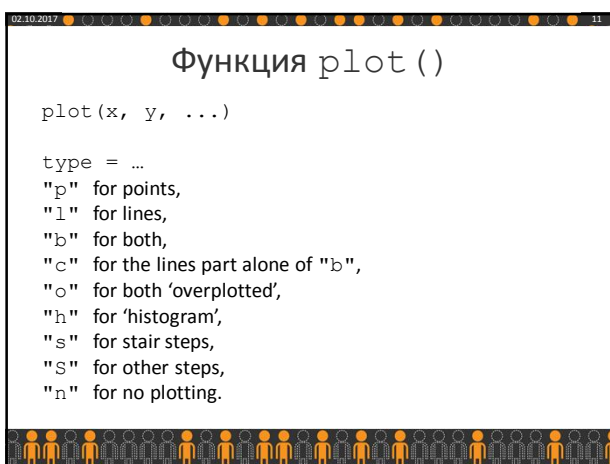 02.10.2017 11
Функция plot()
plot(x, y, ...)
type = …
"p" for points,
"l" for lines,
"b" for both,
"c" for the lines part alone of "b",
"o" for both ‘overplotted’,
"h" for ‘histogram’,
"s" for stair steps,
"S" for other steps,
"n" for no plotting.